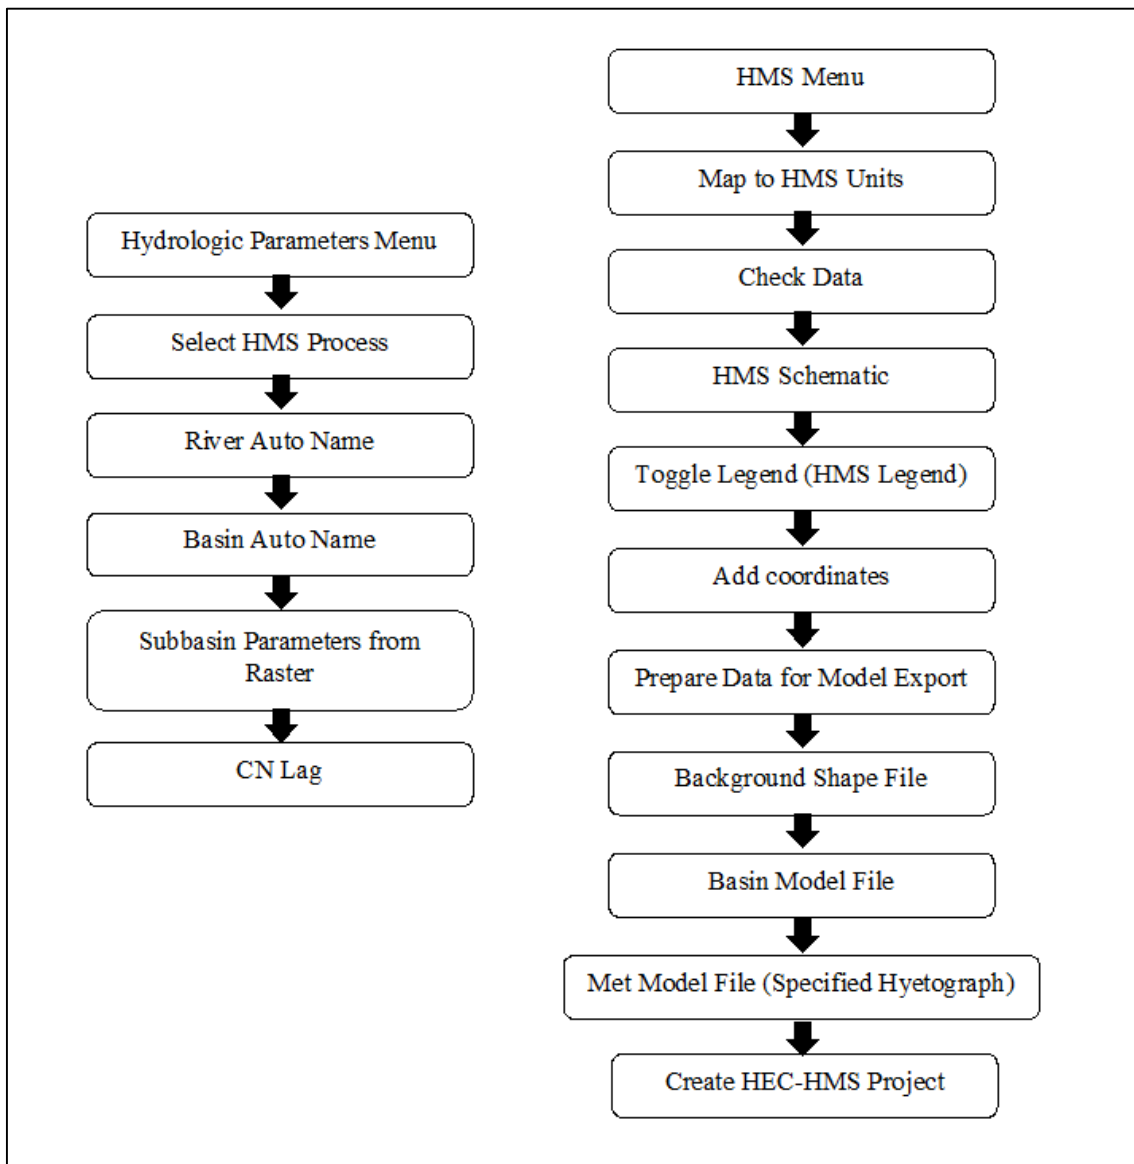 Hydrologic Parameters Menu
Select HMS Process
River Auto Name
Basin Auto Name
Subbasin Parameters from
Raster
CN Lag
HMS Menu
Map to HMS Units
Check Data
HMS Schematic
Toggle Legend (HMS Legend)
Add coordinates
Prepare Data for Model Export
Background Shape File
Basin Model File
Met Model File (Specified Hyetograph)
Create HEC-HMS Project